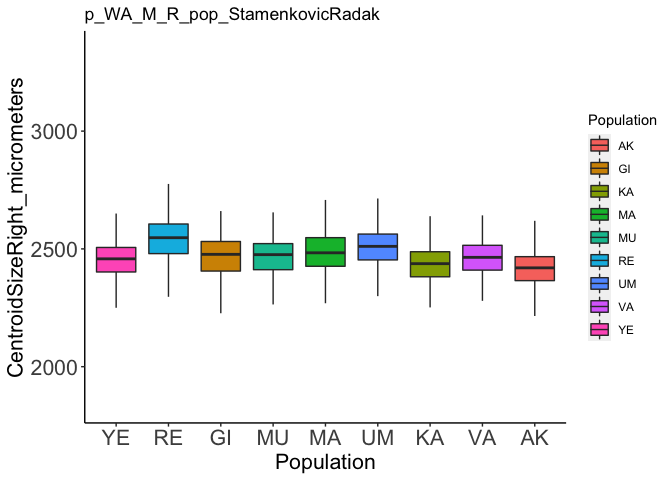 p_WA_M_R_pop_StamenkovicRadak
CentroidSizeRight_micrometers
3000
2500
2000
YE RE GI MU MA UM KA VA AK
Population
Population
AK
GI
KA
MA
MU
RE
UM
VA
YE